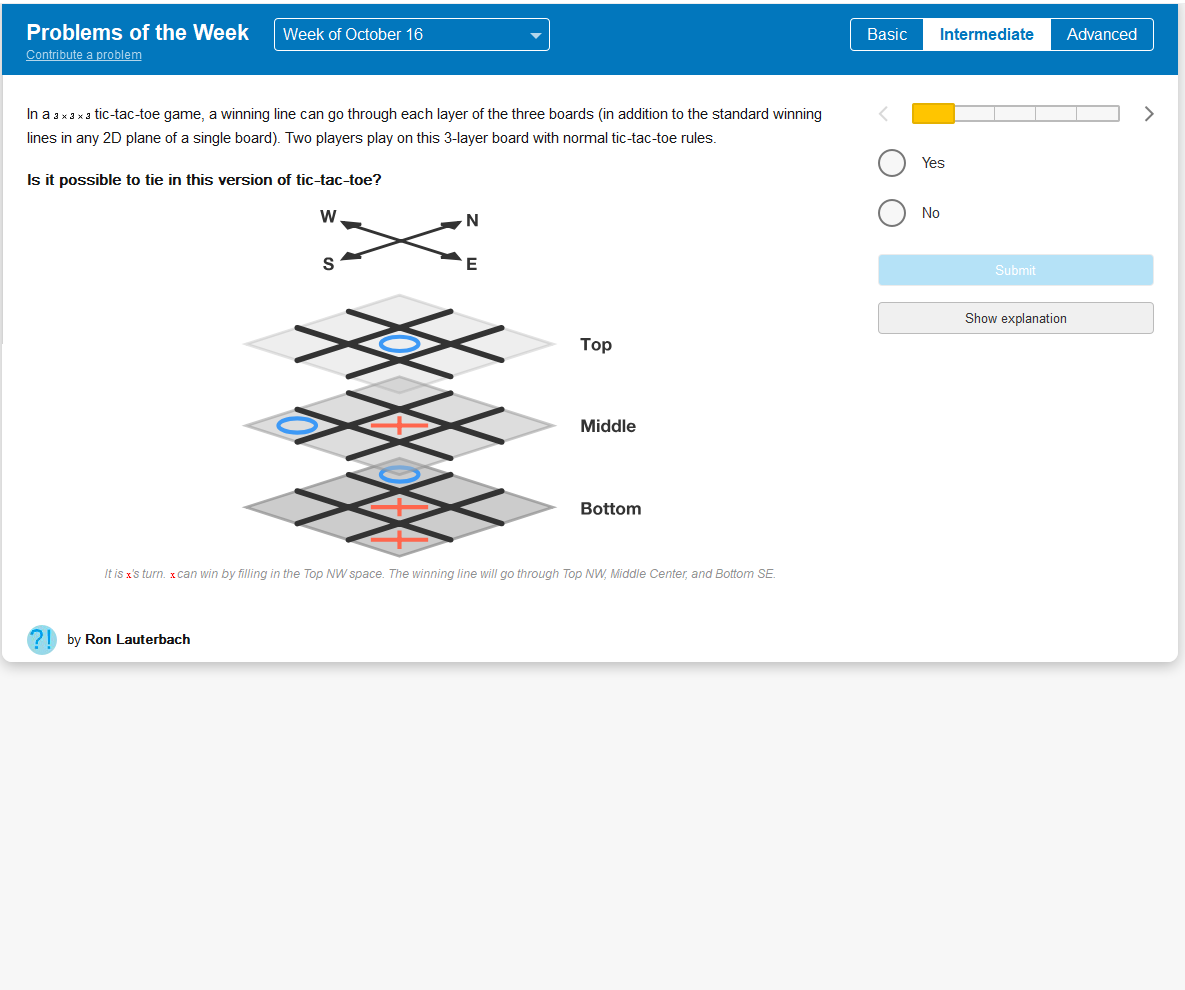 Problems of the Week
Contribute a problem
Week of October 16
Basic
Intermediate
Advanced
In a 3 × 3 × 3 tic-tac-toe game, a winning line can go through each layer of the three boards (in addition to the standard winning
lines in any 2D plane of a single board). Two players play on this 3-layer board with normal tic-tac-toe rules.
Is it possible to tie in this version of tic-tac-toe?
W
N
S
E
Top
Middle
Bottom
It is x's turn. x can win by filling in the Top NW space. The winning line will go through Top NW, Middle Center, and Bottom SE.
?! by Ron Lauterbach
Yes
No
Submit
Show explanation